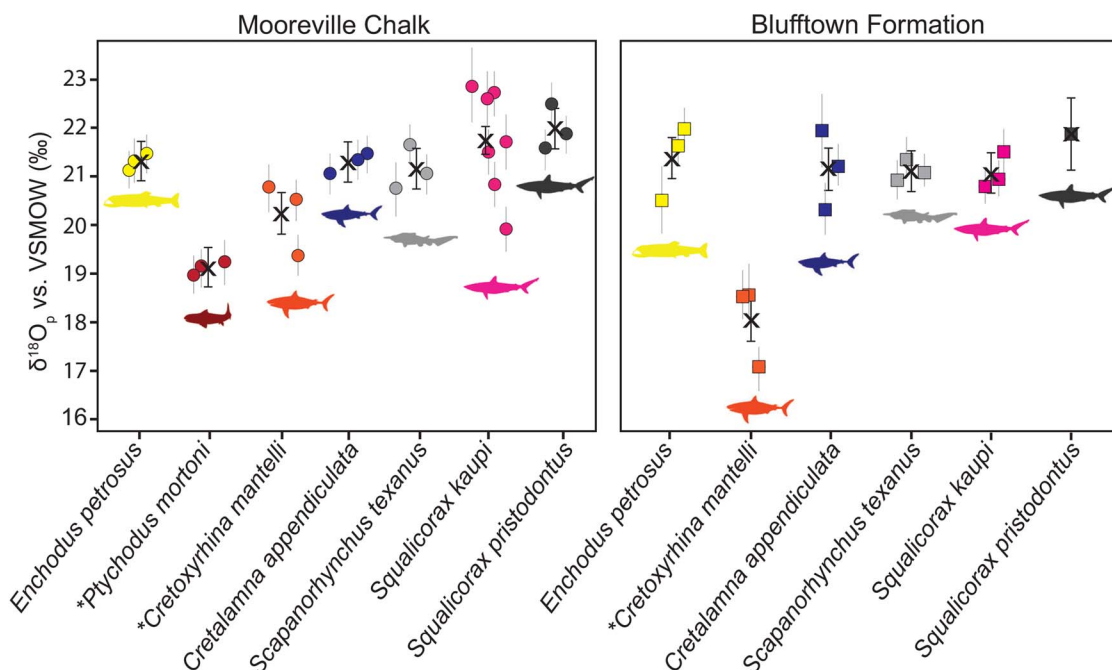 Mooreville Chalk
Blufftown Formation
δ¹⁸Oₚ vs. VSMOW (‰)
23
22
21
20
19
18
17
16
Enchodus petrosus
*Ptychodus mortoni
*Cretoxyrhina mantelli
Cretalamna appendiculata
Scapanorhynchus texanus
Squalicorax kaupi
Squalicorax pristodontus
Enchodus petrosus
*Cretoxyrhina mantelli
Cretalamna appendiculata
Scapanorhynchus texanus
Squalicorax kaupi
Squalicorax pristodontus